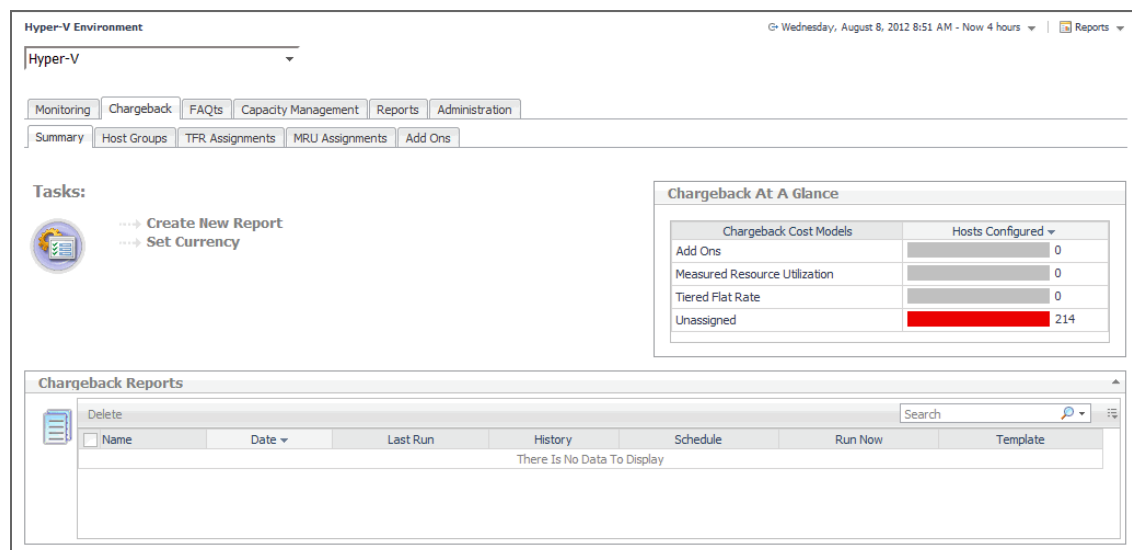 Hyper-V Environment
Wednesday, August 8, 2012 8:51 AM - Now 4 hours | Reports
Hyper-V
Monitoring Chargeback FAQts Capacity Management Reports Administration
Summary Host Groups TFR Assignments MRU Assignments Add Ons
Tasks:
Create New Report
Set Currency
Chargeback At A Glance
Chargeback Cost Models Hosts Configured
Add Ons 0
Measured Resource Utilization 0
Tiered Flat Rate 0
Unassigned 214
Chargeback Reports
Delete Search
Name Date Last Run History Schedule Run Now Template
There Is No Data To Display